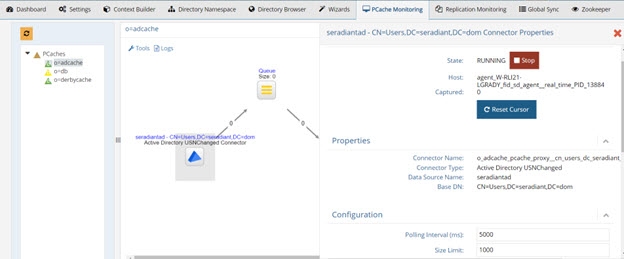 Dashboard Settings Context Builder Directory Namespace Directory Browser Wizards PCache Monitoring Replication Monitoring Global Sync Zookeeper
PCaches
o=adcache
o=db
o=derbycache
o=adcache
Tools Logs
Queue
Size: 0
0
0
seradiantad - CN=Users,DC=seradiant,DC=dom
Active Directory USNChanged Connector
seradiantad - CN=Users,DC=seradiant,DC=dom Connector Properties
State: RUNNING Stop
Host: agent_W-RLI21-
LGRADY_fid_sd_agent__real_time_PID_13884
Captured: 0
Reset Cursor
Properties
Connector Name: o_adcache_pcache_proxy__cn_users_dc_seradiant_
Connector Type: Active Directory USNChanged
Data Source Name: seradiantad
Base DN: CN=Users,DC=seradiant,DC=dom
Configuration
Polling Interval (ms): 5000
Size Limit: 1000